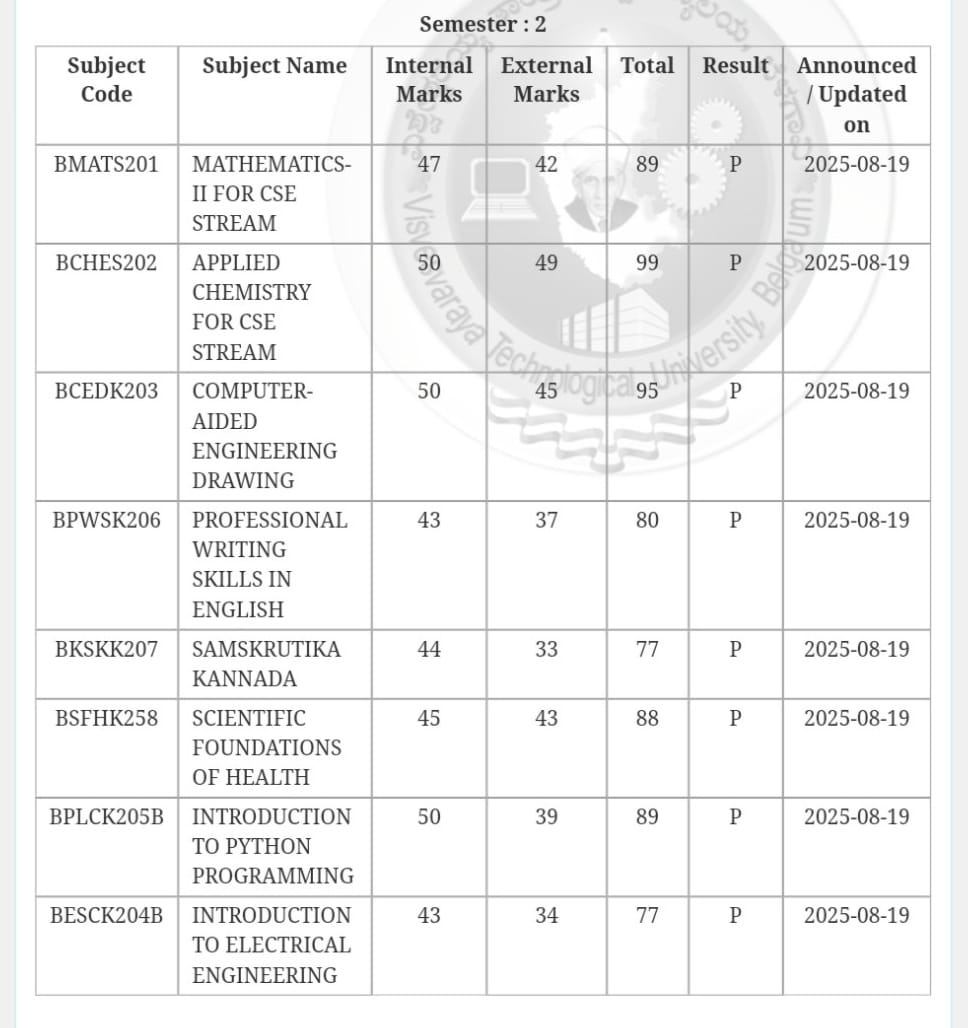 Semester : 2
Subject Code Subject Name Internal Marks External Marks Total Result Announced / Updated on
BMATS201 MATHEMATICS-II FOR CSE STREAM 47 42 89 P 2025-08-19
BCHES202 APPLIED CHEMISTRY FOR CSE STREAM 50 49 99 P 2025-08-19
BCEDK203 COMPUTER-AIDED ENGINEERING DRAWING 50 45 95 P 2025-08-19
BPWSK206 PROFESSIONAL WRITING SKILLS IN ENGLISH 43 37 80 P 2025-08-19
BKSKK207 SAMSKRUTIKA KANNADA 44 33 77 P 2025-08-19
BSFHK258 SCIENTIFIC FOUNDATIONS OF HEALTH 45 43 88 P 2025-08-19
BPLCK205B INTRODUCTION TO PYTHON PROGRAMMING 50 39 89 P 2025-08-19
BESCK204B INTRODUCTION TO ELECTRICAL ENGINEERING 43 34 77 P 2025-08-19
Visvesvaraya Technological University, Belgaum